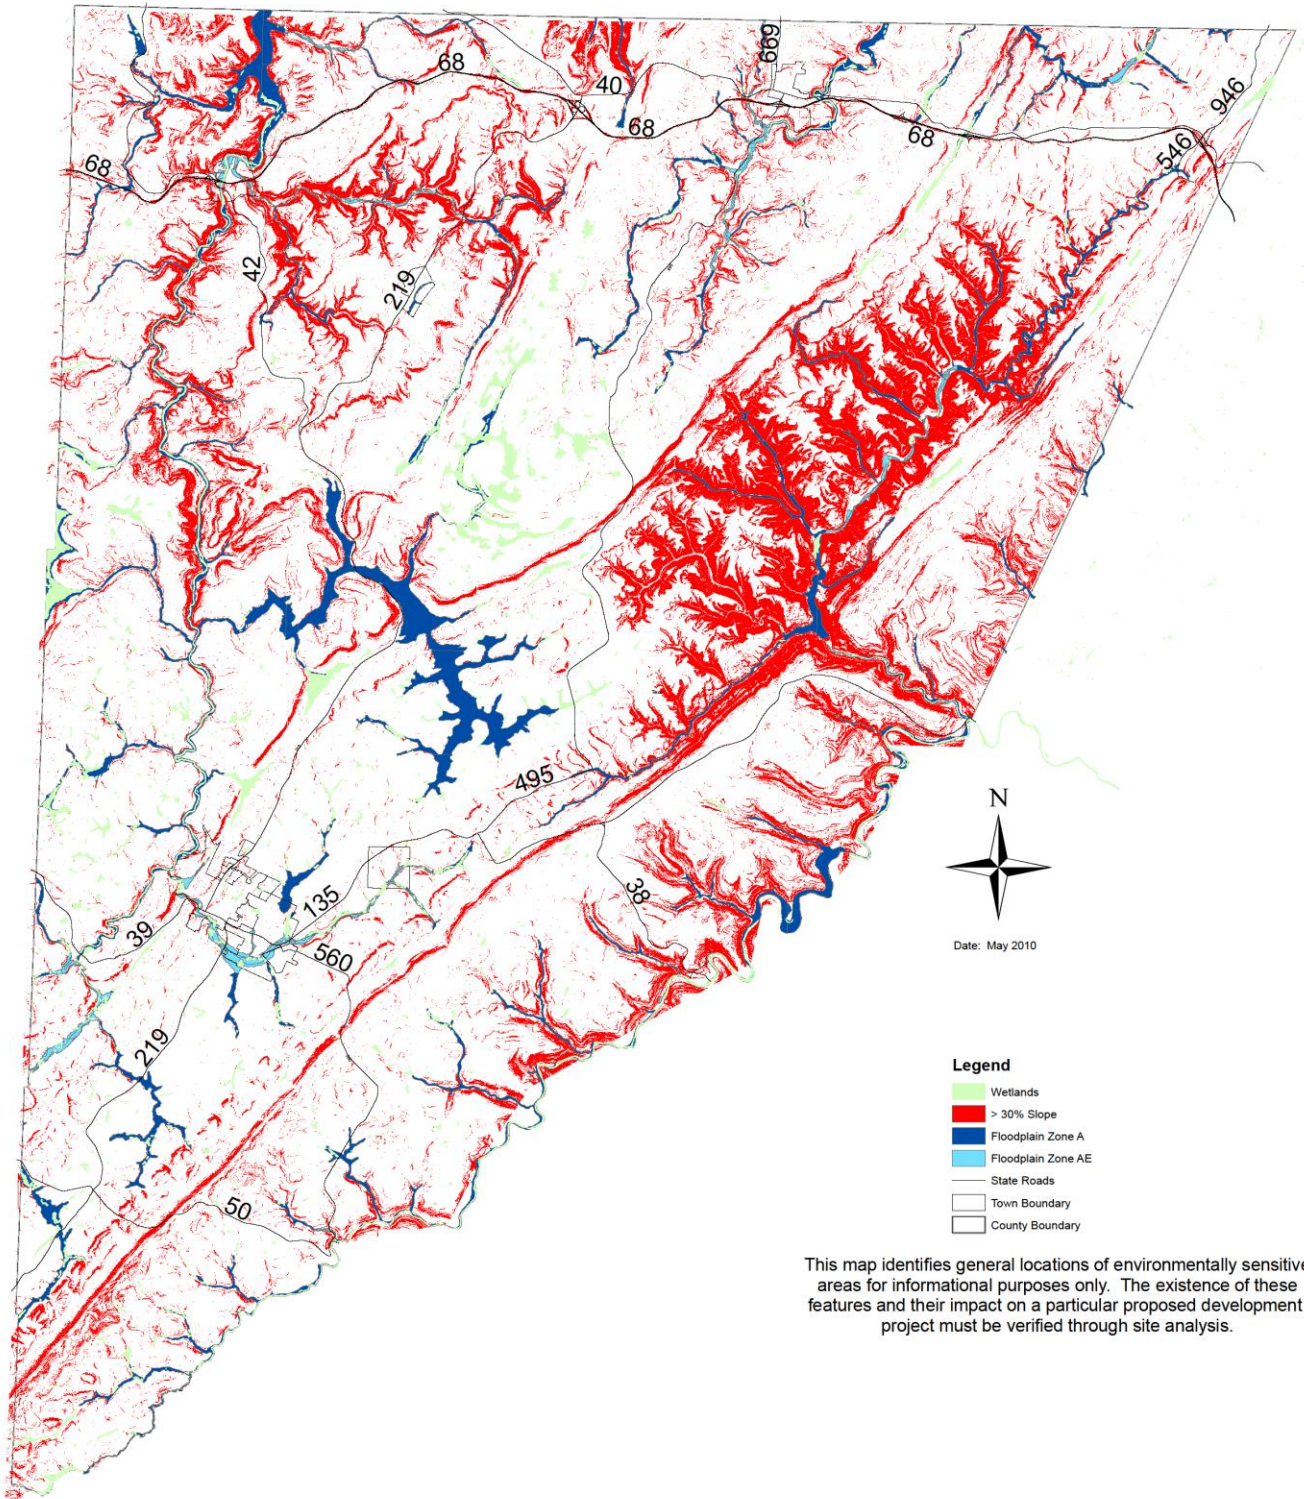 669
68
40
68
946
68
546
68
42
219
495
38
135
39
560
219
50
N
Date: May 2010
Legend
Wetlands
> 30% Slope
Floodplain Zone A
Floodplain Zone AE
State Roads
Town Boundary
County Boundary
This map identifies general locations of environmentally sensitive
areas for informational purposes only. The existence of these
features and their impact on a particular proposed development
project must be verified through site analysis.